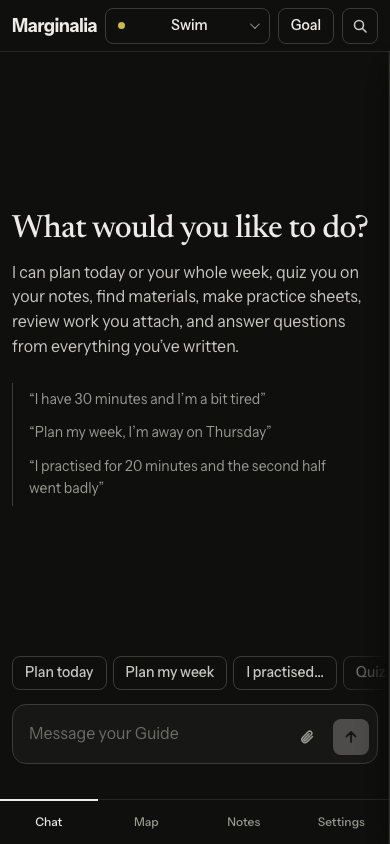 Marginalia
Swim
Goal
What would you like to do?
I can plan today or your whole week, quiz you on
your notes, find materials, make practice sheets,
review work you attach, and answer questions
from everything you’ve written.
“I have 30 minutes and I’m a bit tired”
“Plan my week, I’m away on Thursday”
“I practised for 20 minutes and the second half
went badly”
Plan today
Plan my week
I practised…
Quiz
Message your Guide
Chat
Map
Notes
Settings